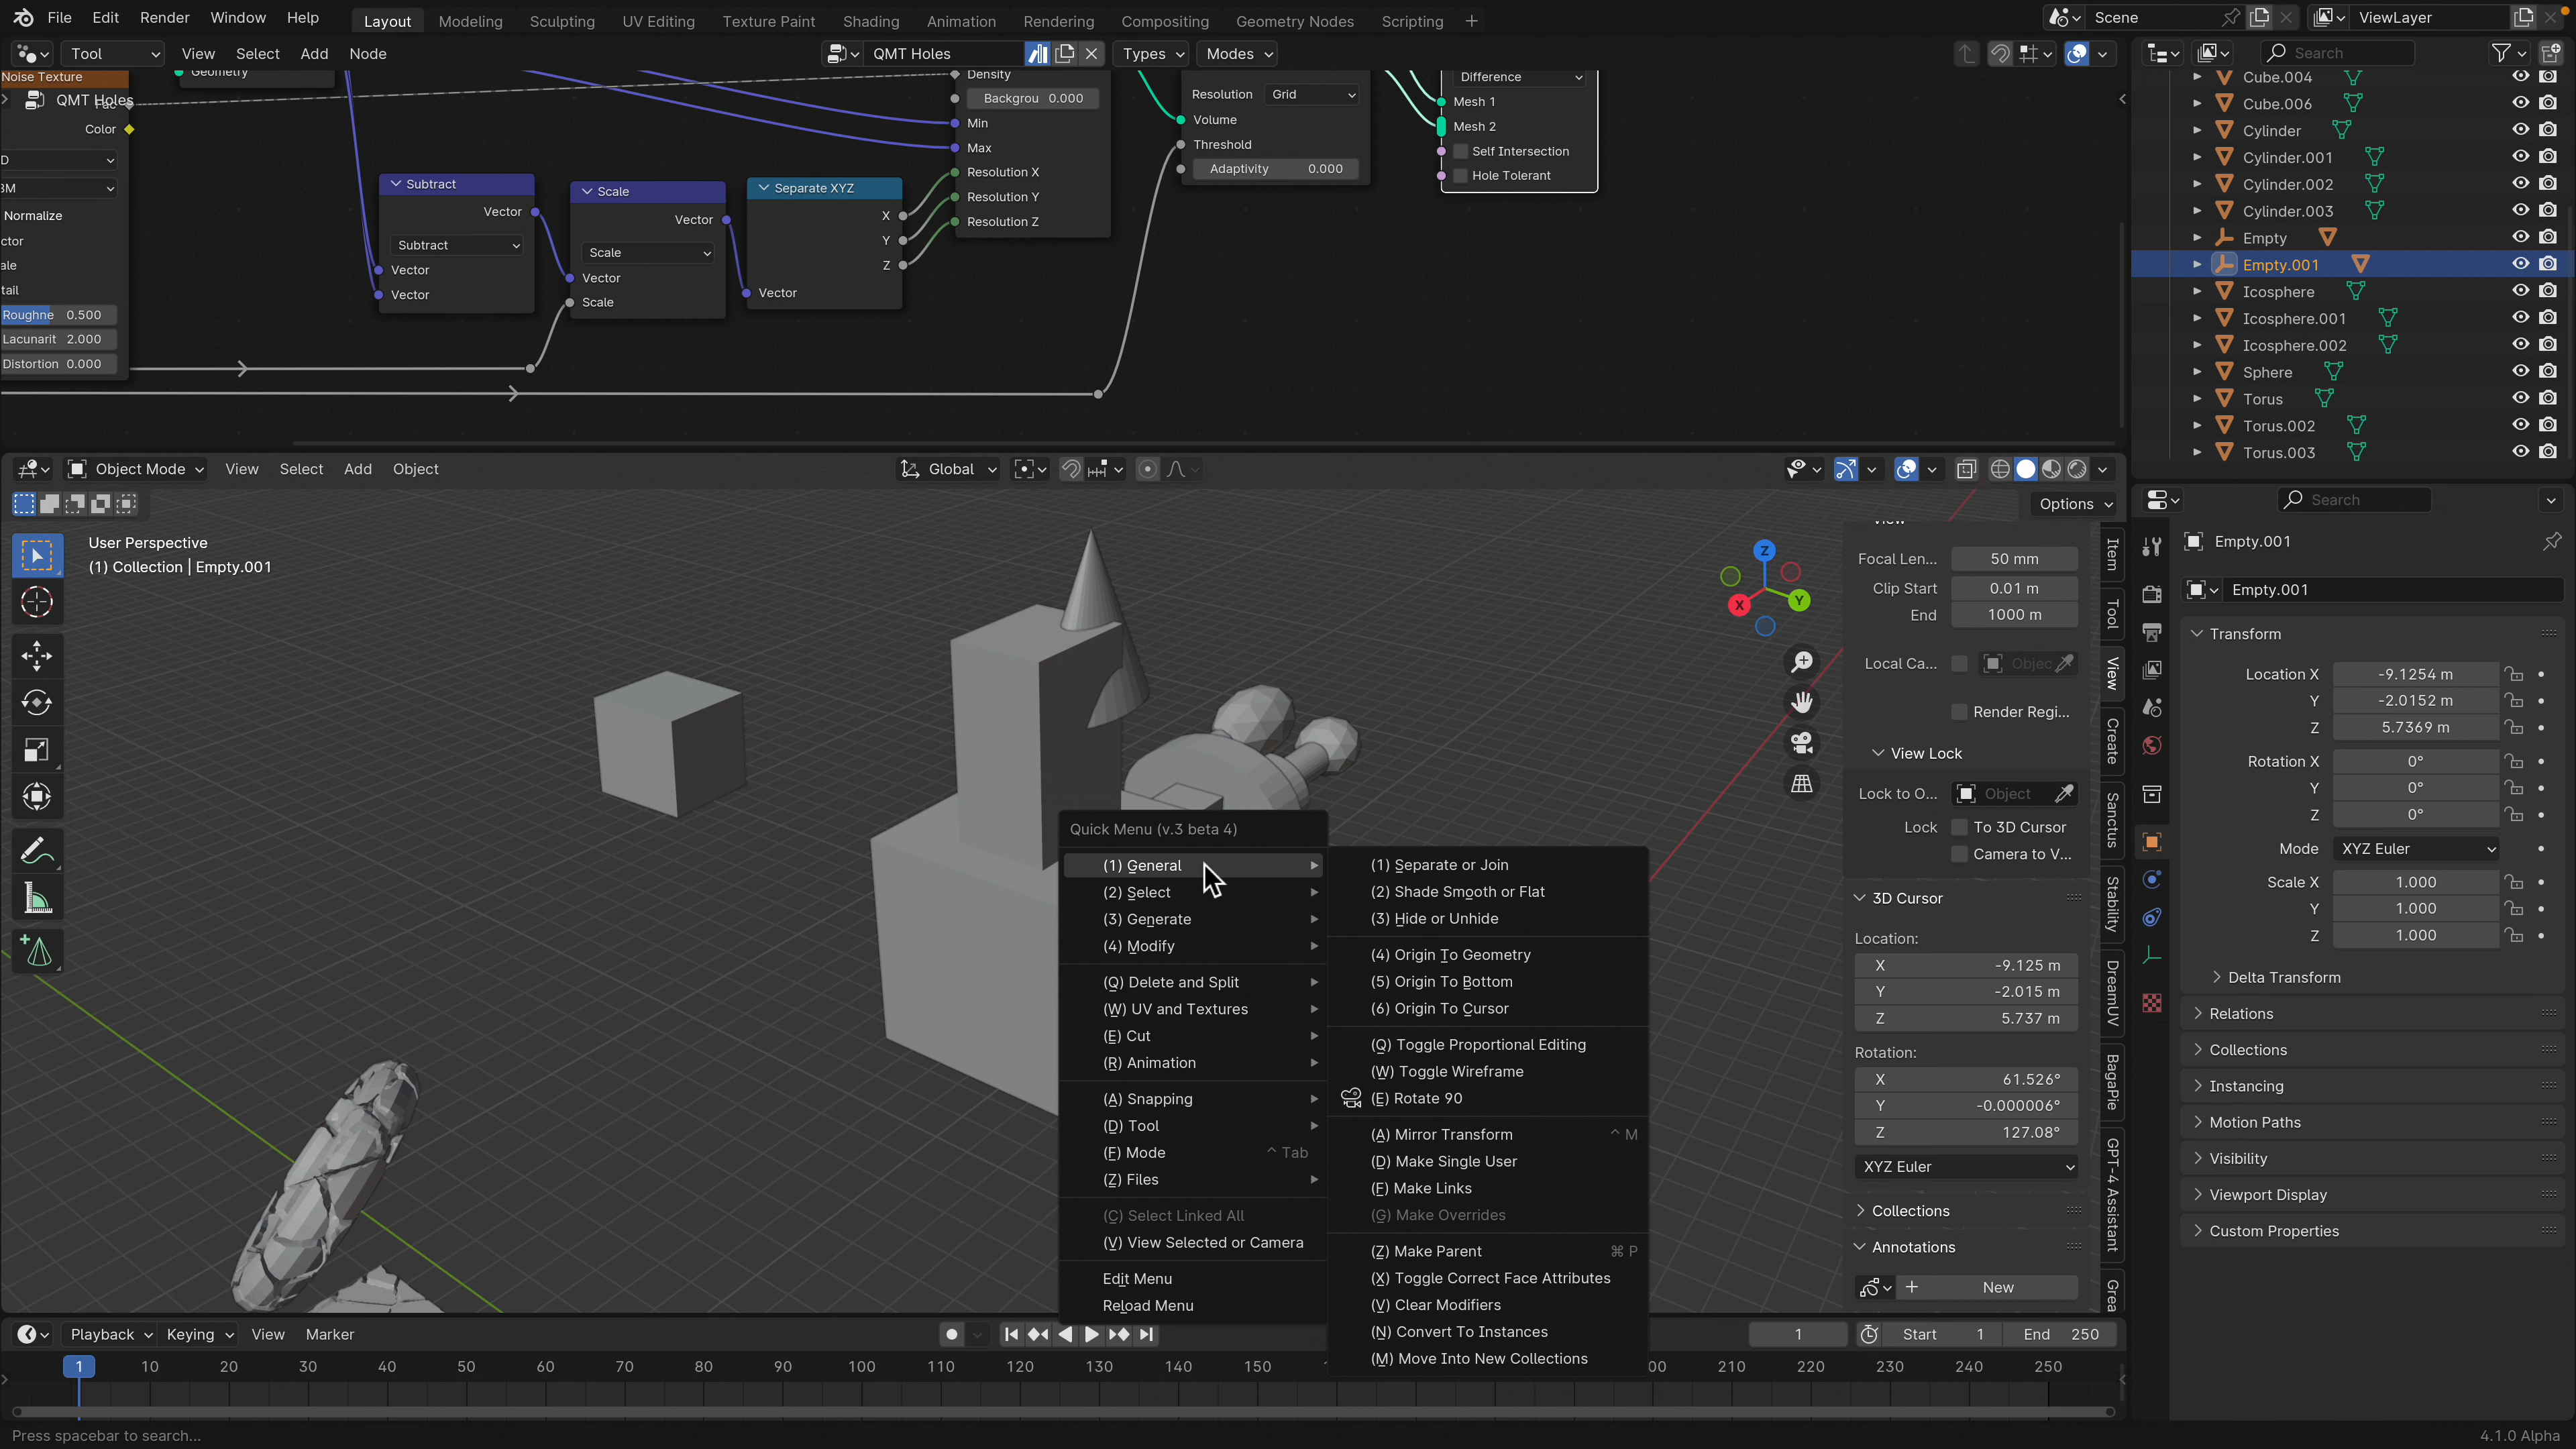 File Edit Render Window Help
Layout Modeling Sculpting UV Editing Texture Paint Shading Animation Rendering Compositing Geometry Nodes Scripting
Scene
ViewLayer
Tool
View Select Add Node
QMT Holes
Types
Modes
Search
Noise Texture
QMT Holes
Color
Normalize
Roughne 0.500
Lacunarit 2.000
Distortion 0.000
Geometry
Subtract
Vector
Subtract
Vector
Vector
Scale
Vector
Scale
Vector
Scale
Separate XYZ
X
Y
Z
Vector
Density
Backgrou 0.000
Min
Max
Resolution X
Resolution Y
Resolution Z
Resolution Grid
Volume
Threshold
Adaptivity 0.000
Difference
Mesh 1
Mesh 2
Self Intersection
Hole Tolerant
Cube.004
Cube.006
Cylinder
Cylinder.001
Cylinder.002
Cylinder.003
Empty
Empty.001
Icosphere
Icosphere.001
Icosphere.002
Sphere
Torus
Torus.002
Torus.003
Object Mode
View Select Add Object
Global
Options
User Perspective
(1) Collection | Empty.001
Z
X
Y
View
Focal Len... 50 mm
Clip Start 0.01 m
End 1000 m
Local Ca... Objec
Render Regi...
View Lock
Lock to O... Object
Lock To 3D Cursor
Camera to V...
3D Cursor
Location:
X -9.125 m
Y -2.015 m
Z 5.737 m
Rotation:
X 61.526°
Y -0.000006°
Z 127.08°
XYZ Euler
Collections
Annotations
New
Item
Tool
View
Create
Sanctus
Stability
DreamUV
BagaPie
GPT-4 Assistant
Grea
Quick Menu (v.3 beta 4)
(1) General
(2) Select
(3) Generate
(4) Modify
(Q) Delete and Split
(W) UV and Textures
(E) Cut
(R) Animation
(A) Snapping
(D) Tool
(F) Mode ^ Tab
(Z) Files
(C) Select Linked All
(V) View Selected or Camera
Edit Menu
Reload Menu
(1) Separate or Join
(2) Shade Smooth or Flat
(3) Hide or Unhide
(4) Origin To Geometry
(5) Origin To Bottom
(6) Origin To Cursor
(Q) Toggle Proportional Editing
(W) Toggle Wireframe
(E) Rotate 90
(A) Mirror Transform ^ M
(D) Make Single User
(F) Make Links
(G) Make Overrides
(Z) Make Parent ⌘ P
(X) Toggle Correct Face Attributes
(V) Clear Modifiers
(N) Convert To Instances
(M) Move Into New Collections
Search
Empty.001
Empty.001
Transform
Location X -9.1254 m
Y -2.0152 m
Z 5.7369 m
Rotation X 0°
Y 0°
Z 0°
Mode XYZ Euler
Scale X 1.000
Y 1.000
Z 1.000
Delta Transform
Relations
Collections
Instancing
Motion Paths
Visibility
Viewport Display
Custom Properties
Playback Keying View Marker
1
Start 1
End 250
1 10 20 30 40 50 60 70 80 90 100 110 120 130 140 150 210 220 230 240 250
Press spacebar to search...
4.1.0 Alpha